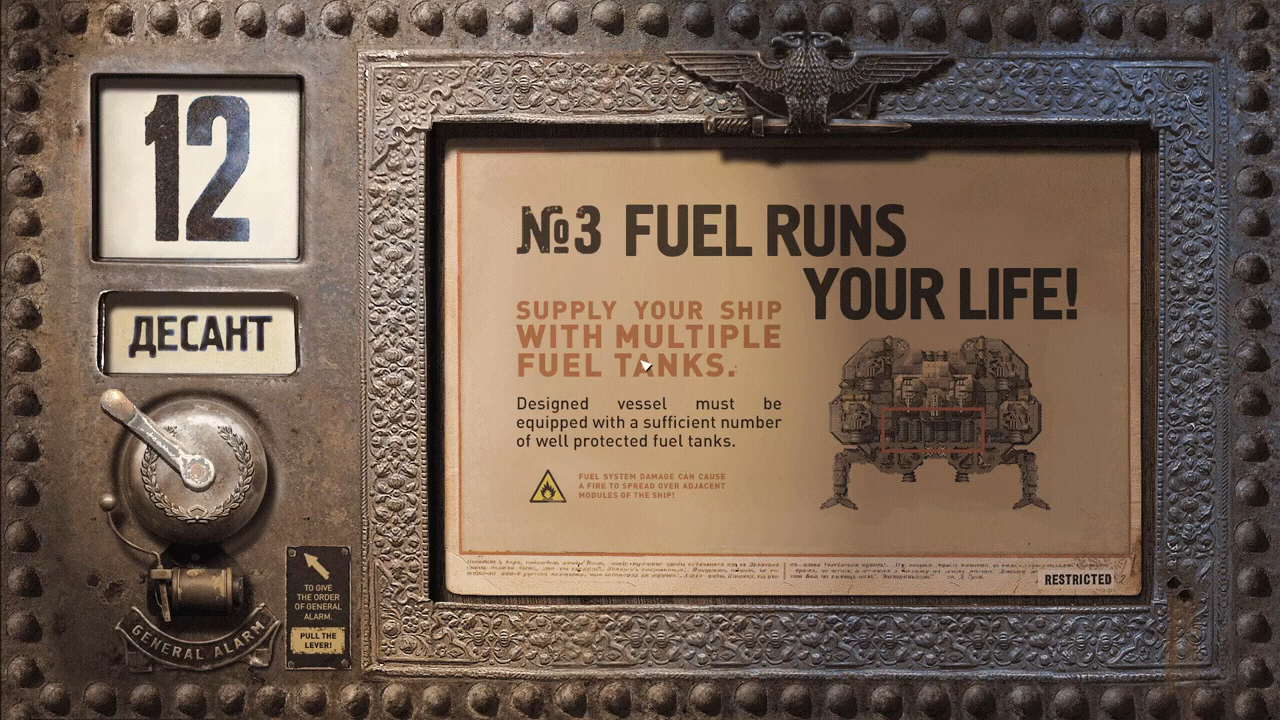 12
ДЕСАНТ
№3 FUEL RUNS
YOUR LIFE!
SUPPLY YOUR SHIP
WITH MULTIPLE
FUEL TANKS.
Designed vessel must be
equipped with a sufficient number
of well protected fuel tanks.
FUEL SYSTEM DAMAGE CAN CAUSE
A FIRE TO SPREAD OVER ADJACENT
MODULES OF THE SHIP!
RESTRICTED
TO GIVE
THE ORDER
OF GENERAL
ALARM.
PULL THE
LEVER!
GENERAL ALARM